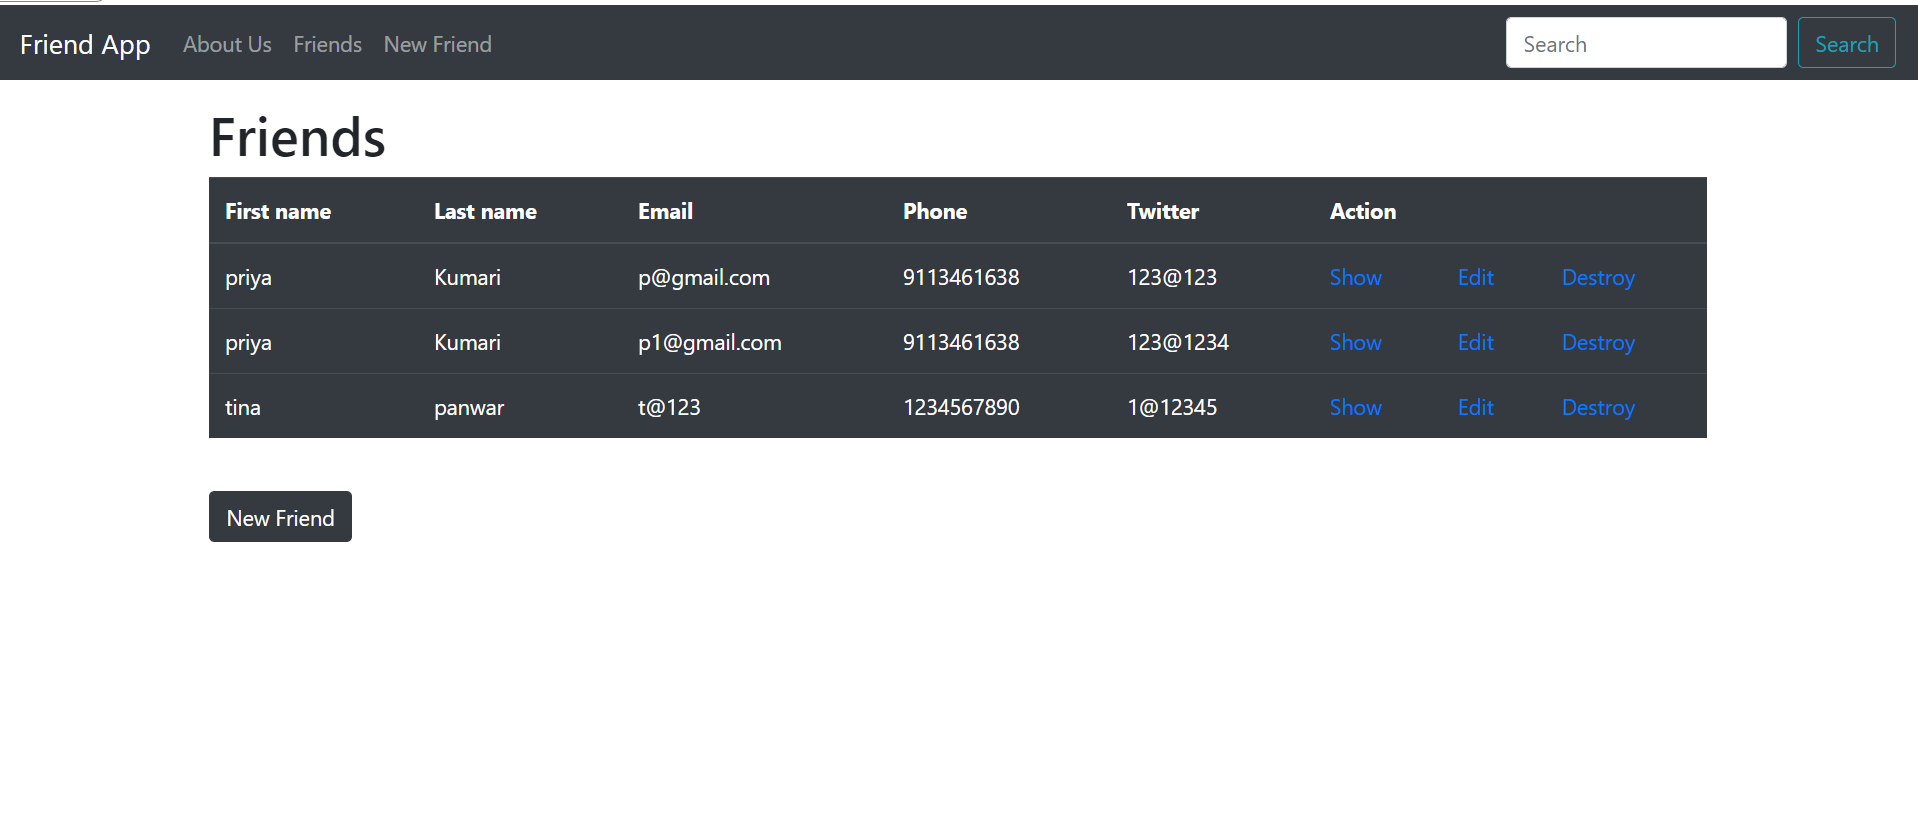 Friend App About Us Friends New Friend Search Search
Friends
First name Last name Email Phone Twitter Action
priya Kumari p@gmail.com 9113461638 123@123 Show Edit Destroy
priya Kumari p1@gmail.com 9113461638 123@1234 Show Edit Destroy
tina panwar t@123 1234567890 1@12345 Show Edit Destroy
New Friend